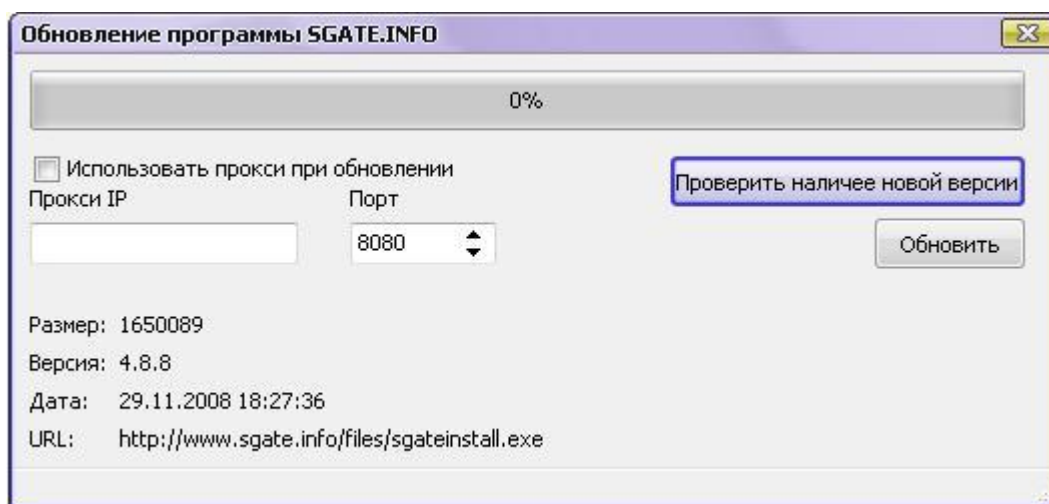 Обновление программы SGATE.INFO
0%
Использовать прокси при обновлении
Проверить наличее новой версии
Прокси IP
Порт
8080
Обновить
Размер: 1650089
Версия: 4.8.8
Дата: 29.11.2008 18:27:36
URL: http://www.sgate.info/files/sgateinstall.exe